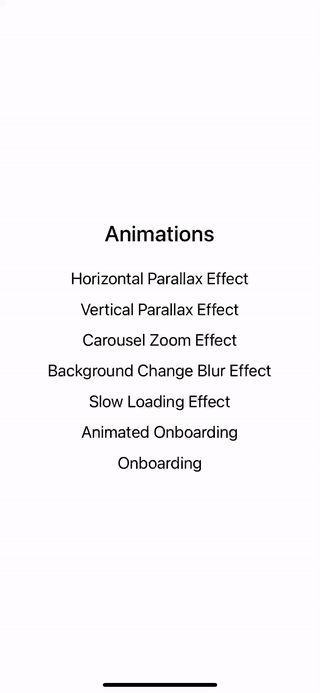 Animations
Horizontal Parallax Effect
Vertical Parallax Effect
Carousel Zoom Effect
Background Change Blur Effect
Slow Loading Effect
Animated Onboarding
Onboarding